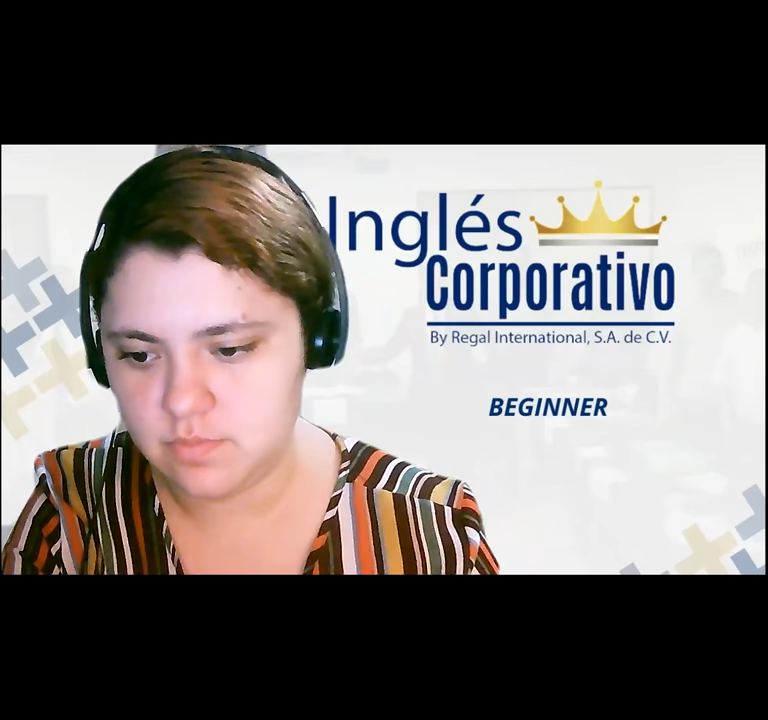 Inglés
Corporativo
By Regal International, S.A. de C.V.
BEGINNER